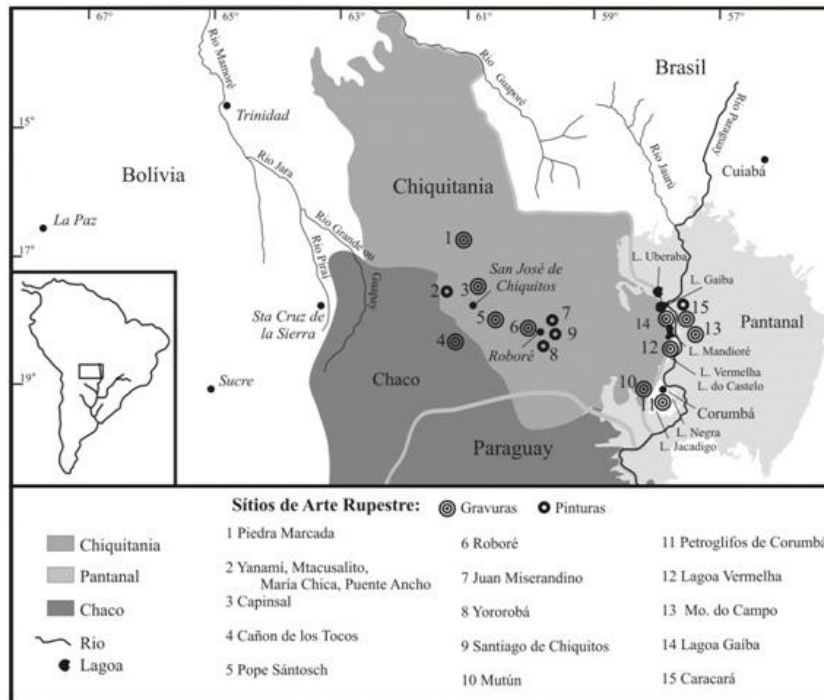 67°
65°
63°
61°
59°
57°
Rio Mamoré
Rio Guaporé
Brasil
Rio Paraguay
Trinidad
15°
Rio Jaurú
Cuiabá
Bolívia
Rio Jara
Chiquitania
La Paz
Rio Grande ou
Guapay
Rio Piraí
1
17°
L. Uberaba
San José de
Chiquitos
L. Gaíba
2
3
15
Sta Cruz de
la Sierra
5
6
7
14
13
Pantanal
4
Roboré
9
8
12
L. Mandioré
L. Vermelha
L. do Castelo
19°
Sucre
Chaco
10
11
Corumbá
L. Negra
L. Jacadigo
Paraguay
Sítios de Arte Rupestre:
Gravuras
Pinturas
Chiquitania
Pantanal
Chaco
Rio
Lagoa
1 Piedra Marcada
2 Yanamí, Mtacusalito,
María Chica, Puente Ancho
3 Capinsal
4 Cañon de los Tocos
5 Pope Sántosch
6 Roboré
7 Juan Miserandino
8 Yororobá
9 Santiago de Chiquitos
10 Mutún
11 Petroglifos de Corumbá
12 Lagoa Vermelha
13 Mo. do Campo
14 Lagoa Gaíba
15 Caracará